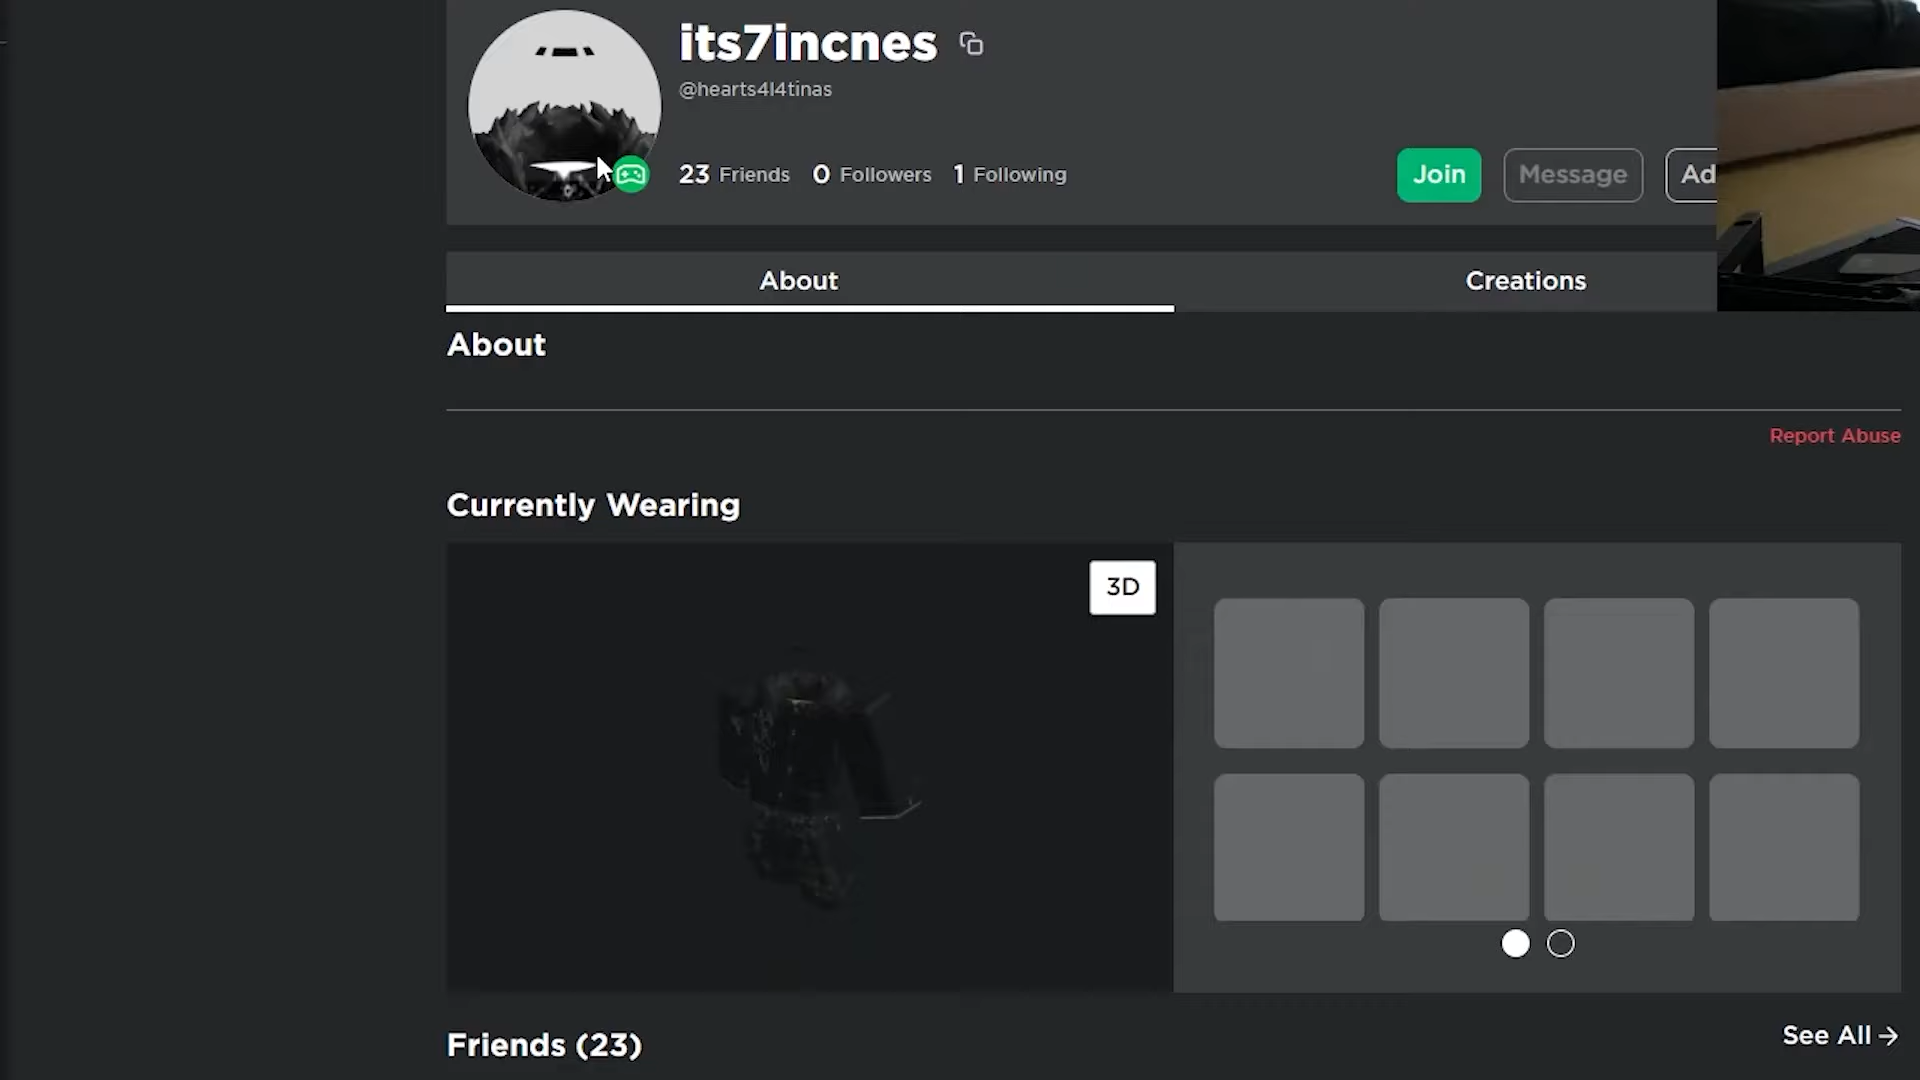 its7incnes
@hearts4l4tinas
23 Friends 0 Followers 1 Following
Join
Message
Ad
About
Creations
About
Report Abuse
Currently Wearing
3D
Friends (23)
See All